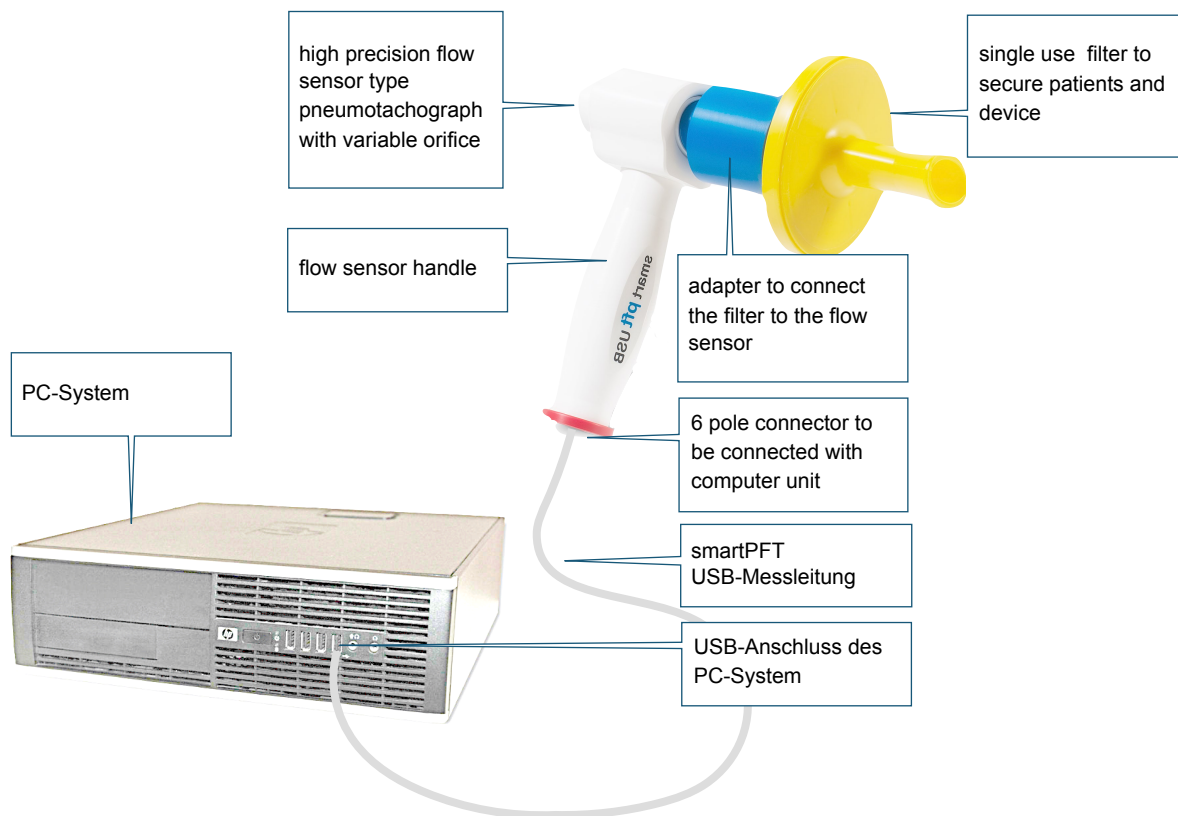 high precision flow
sensor type
pneumotachograph
with variable orifice
single use  filter to
secure patients and
device
flow sensor handle
smart pft USB
adapter to connect
the filter to the flow
sensor
PC-System
6 pole connector to
be connected with
computer unit
smartPFT
USB-Messleitung
USB-Anschluss des
PC-System
hp